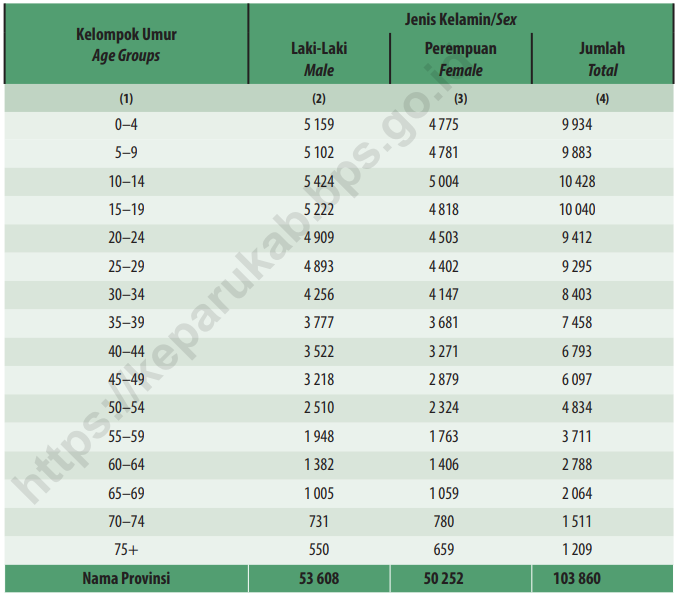 Kelompok Umur
Age Groups
Jenis Kelamin/Sex
Laki-Laki
Male
Perempuan
Female
Jumlah
Total
(1) (2) (3) (4)
0–4 5 159 4 775 9 934
5–9 5 102 4 781 9 883
10–14 5 424 5 004 10 428
15–19 5 222 4 818 10 040
20–24 4 909 4 503 9 412
25–29 4 893 4 402 9 295
30–34 4 256 4 147 8 403
35–39 3 777 3 681 7 458
40–44 3 522 3 271 6 793
45–49 3 218 2 879 6 097
50–54 2 510 2 324 4 834
55–59 1 948 1 763 3 711
60–64 1 382 1 406 2 788
65–69 1 005 1 059 2 064
70–74 731 780 1 511
75+ 550 659 1 209
Nama Provinsi 53 608 50 252 103 860
https://keparukab.bps.go.id